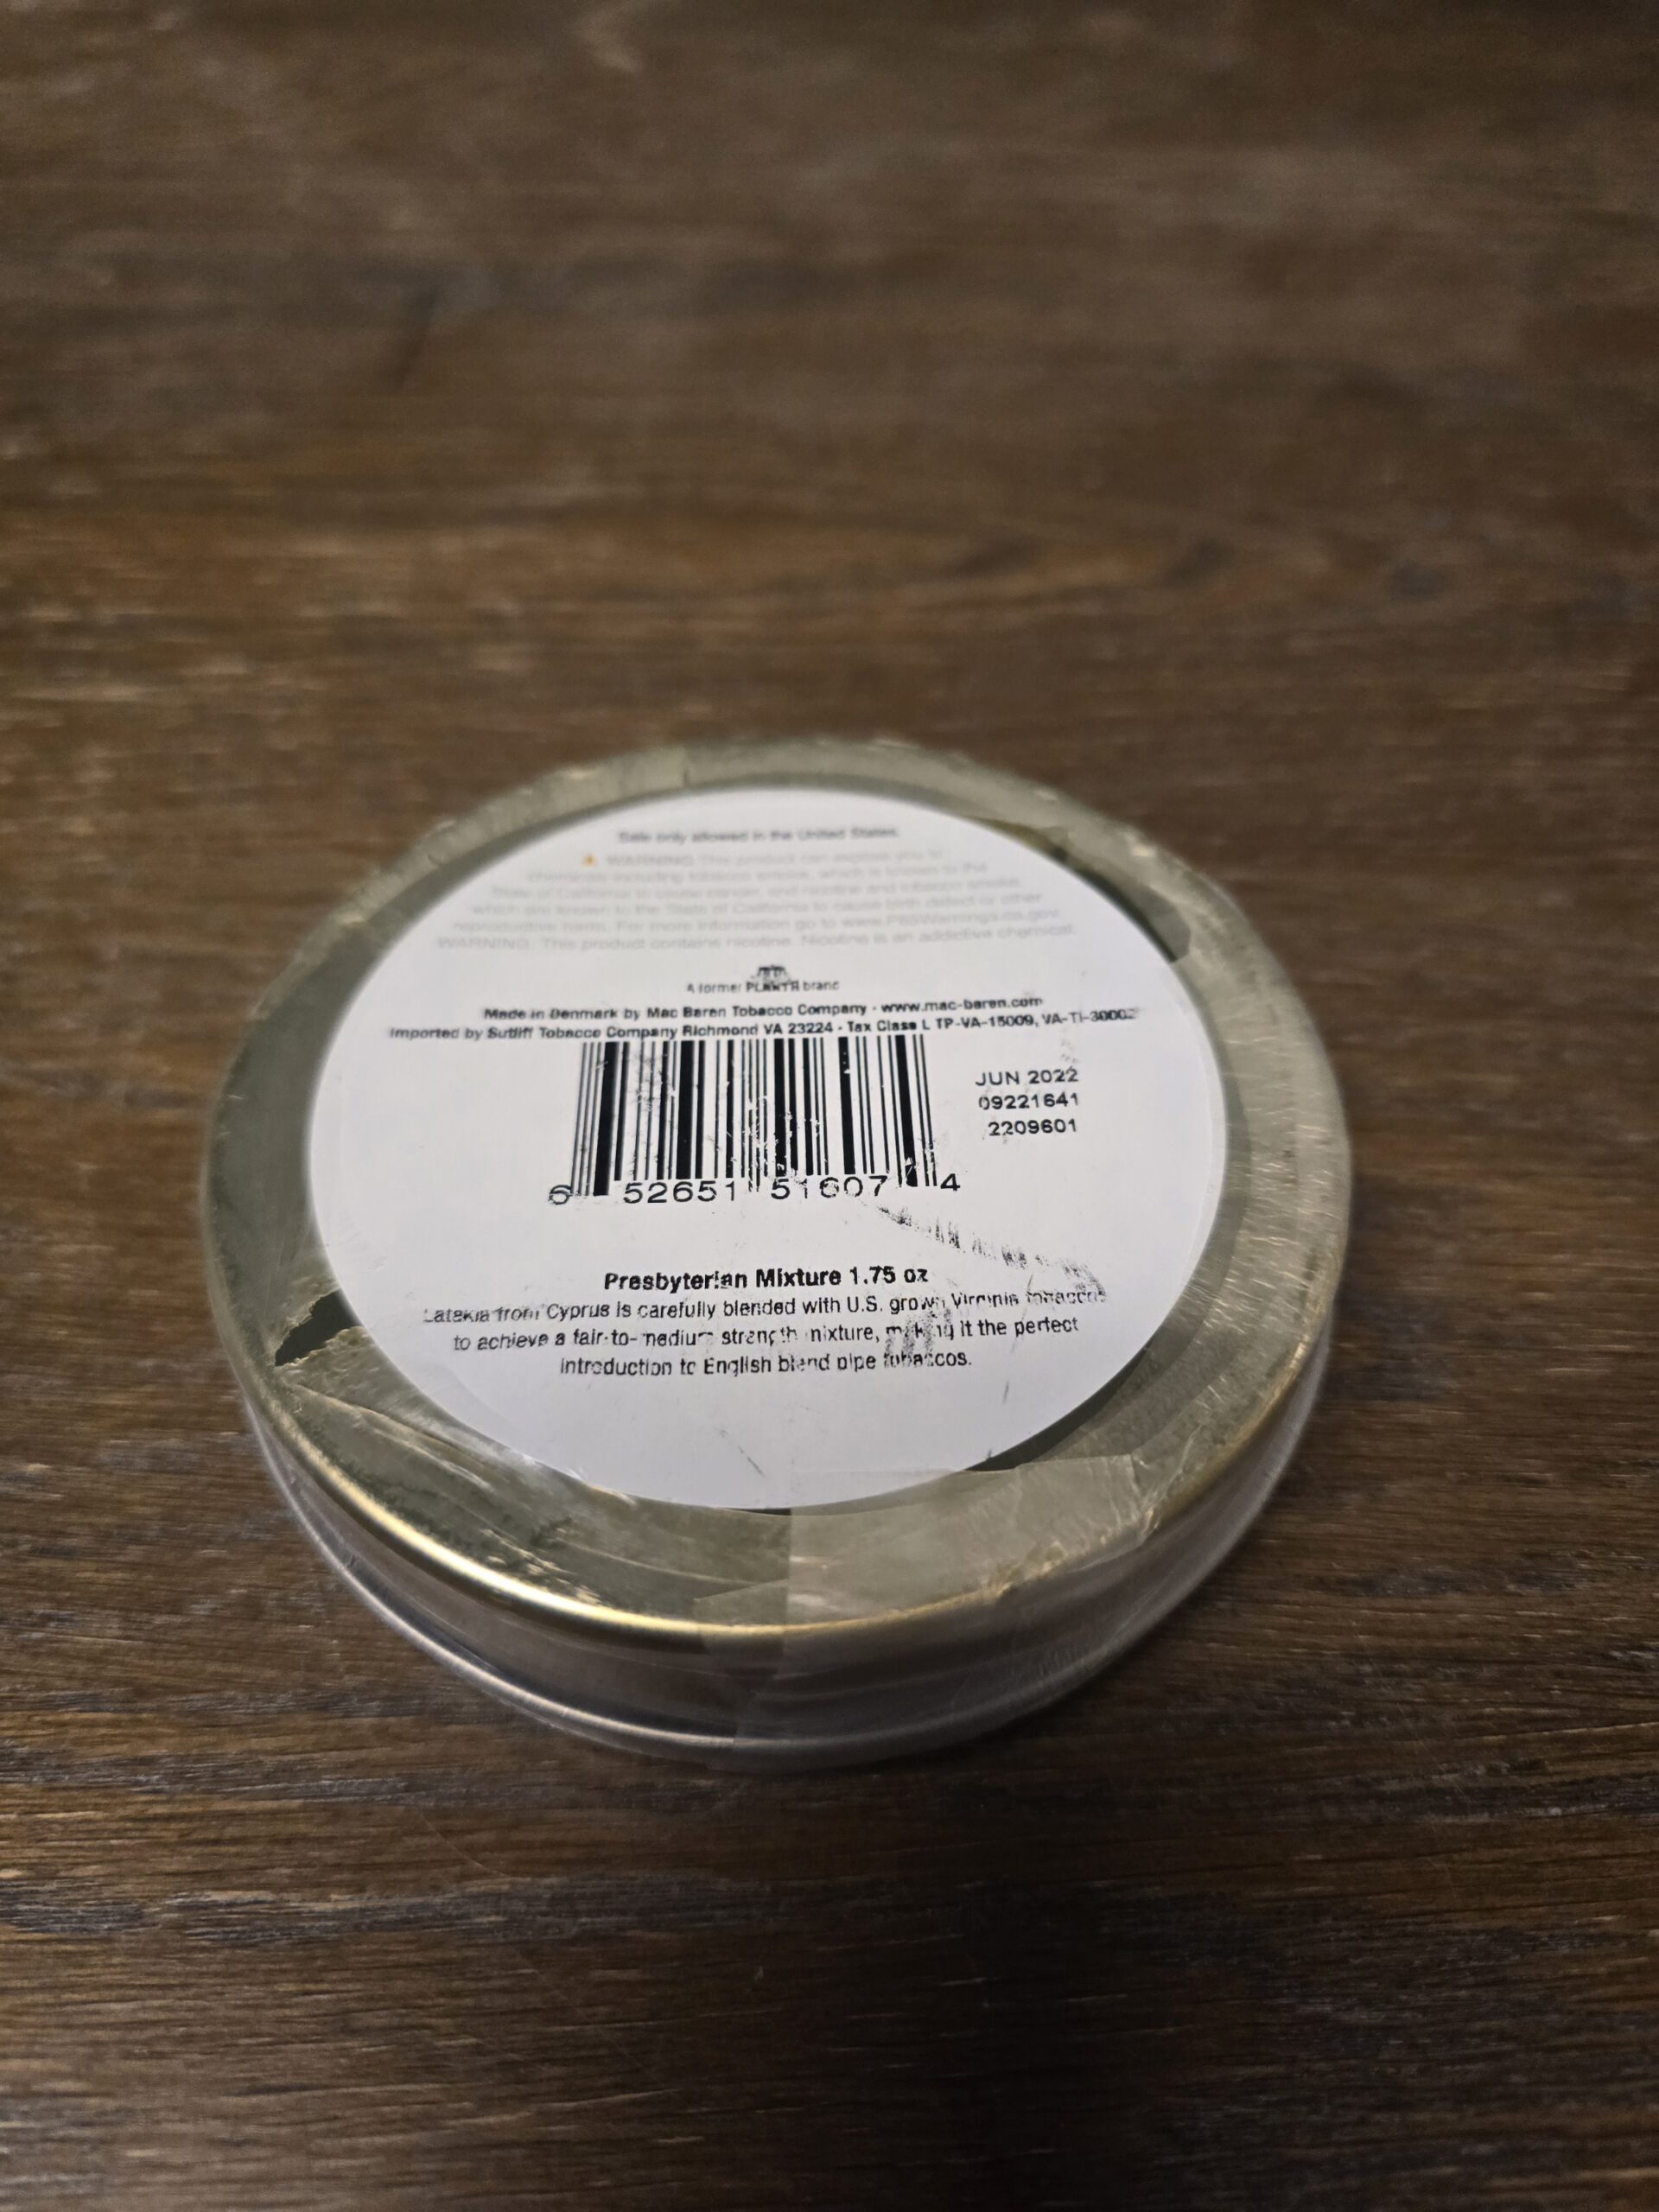 Sale only allowed in the United States.
WARNING: This product can expose you to
chemicals including tobacco smoke, which is known to the
State of California to cause cancer, and nicotine and tobacco smoke,
which are known to the State of California to cause birth defect or other
reproductive harm. For more information go to www.P65Warnings.ca.gov.
WARNING: This product contains nicotine. Nicotine is an addictive chemical.
A former PLANTA brand
Made in Denmark by Mac Baren Tobacco Company - www.mac-baren.com
Imported by Sutliff Tobacco Company Richmond VA 23224 - Tax Class L TP-VA-15009,
JUN 2022
09221641
2209601
6 52651 51607 4
Presbyterian Mixture 1.75 oz
Latakia from Cyprus is carefully blended with U.S. grown Virginia tobaccos
to achieve a fair-to-medium strength mixture, making it the perfect
introduction to English blend pipe tobaccos.